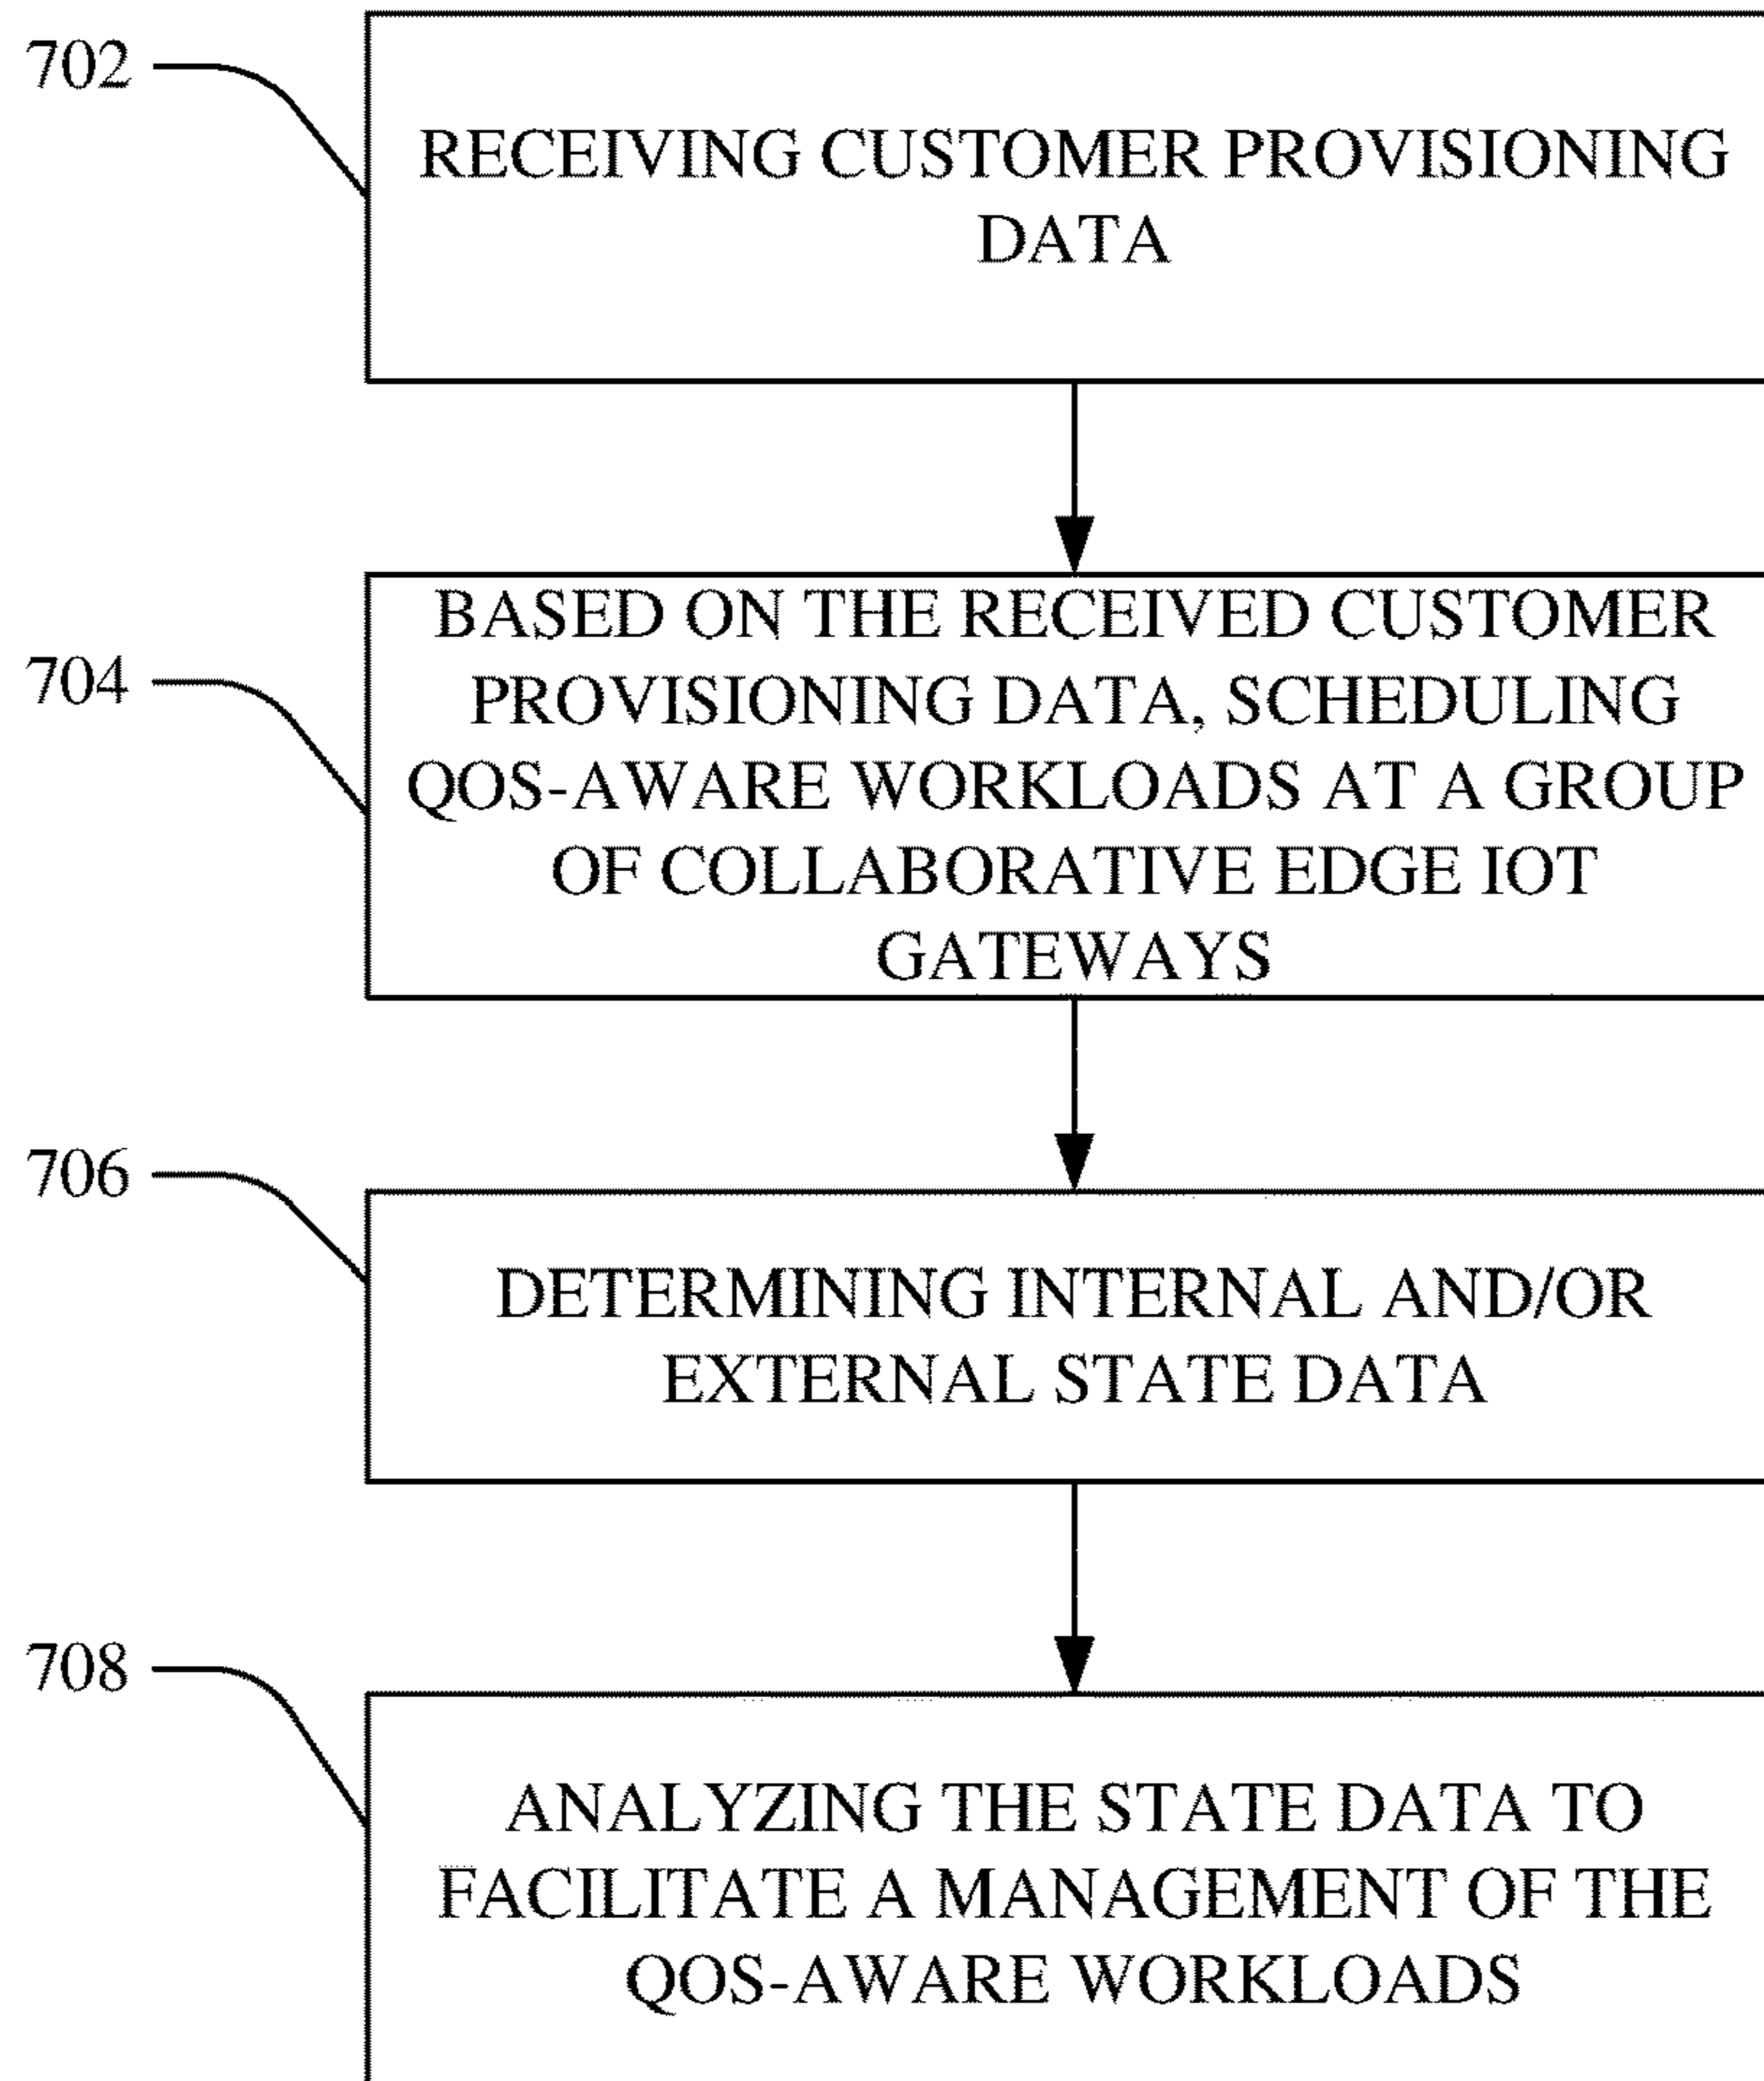 702
RECEIVING CUSTOMER PROVISIONING
DATA
704
BASED ON THE RECEIVED CUSTOMER
PROVISIONING DATA, SCHEDULING
QOS-AWARE WORKLOADS AT A GROUP
OF COLLABORATIVE EDGE IOT
GATEWAYS
706
DETERMINING INTERNAL AND/OR
EXTERNAL STATE DATA
708
ANALYZING THE STATE DATA TO
FACILITATE A MANAGEMENT OF THE
QOS-AWARE WORKLOADS